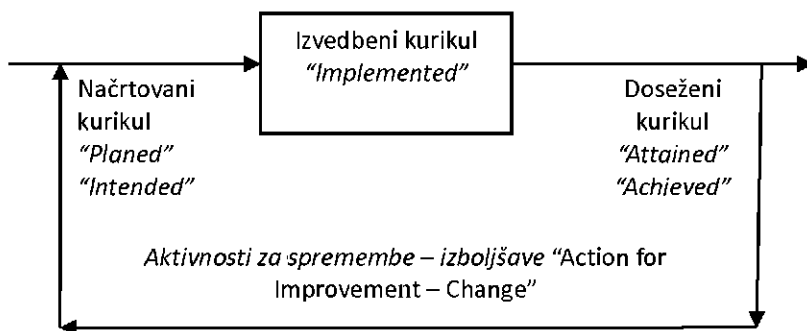 Izvedbeni kurikul
“Implemented”
Načrtovani
kurikul
“Planed”
“Intended”
Doseženi
kurikul
“Attained”
“Achieved”
Aktivnosti za spremembe – izboljšave “Action for
Improvement – Change”